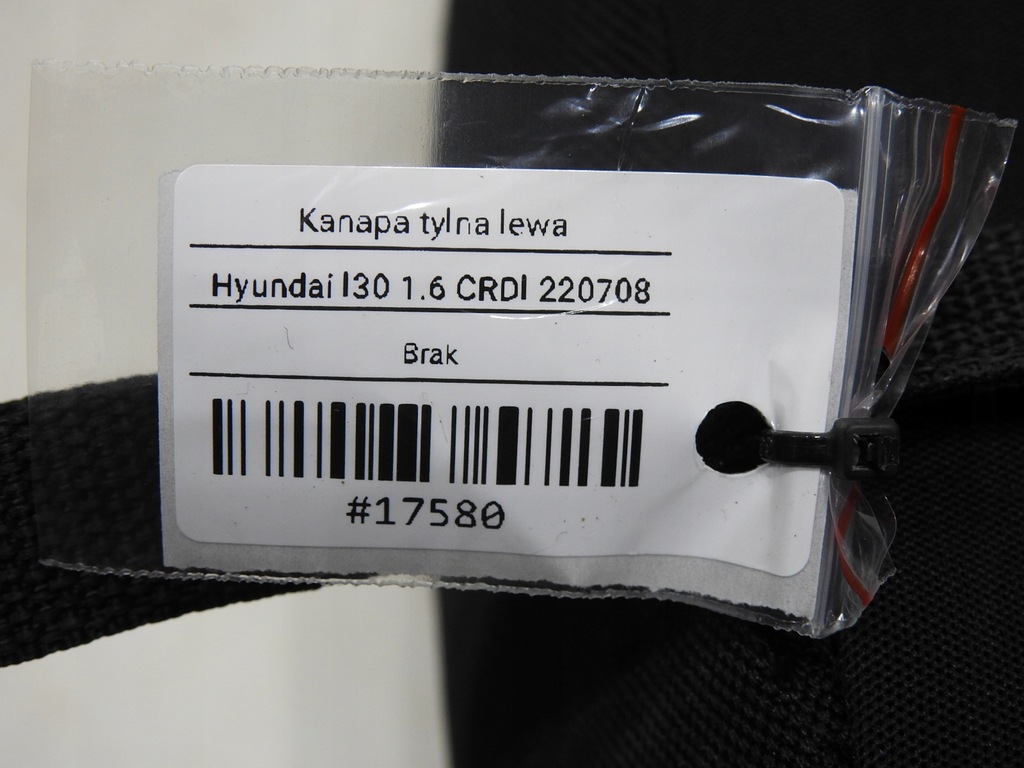 Kanapa tylna lewa
Hyundai I30 1.6 CRDI 220708
Brak
#17580